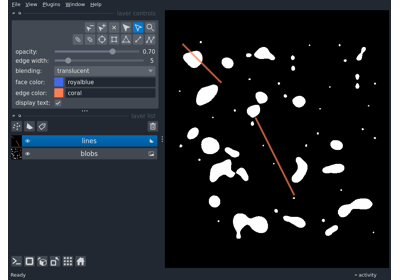 File View Plugins Window Help
layer controls
opacity: 0.70
edge width: 5
blending: translucent
face color: royalblue
edge color: coral
display text:
layer list
lines
blobs
Ready
activity